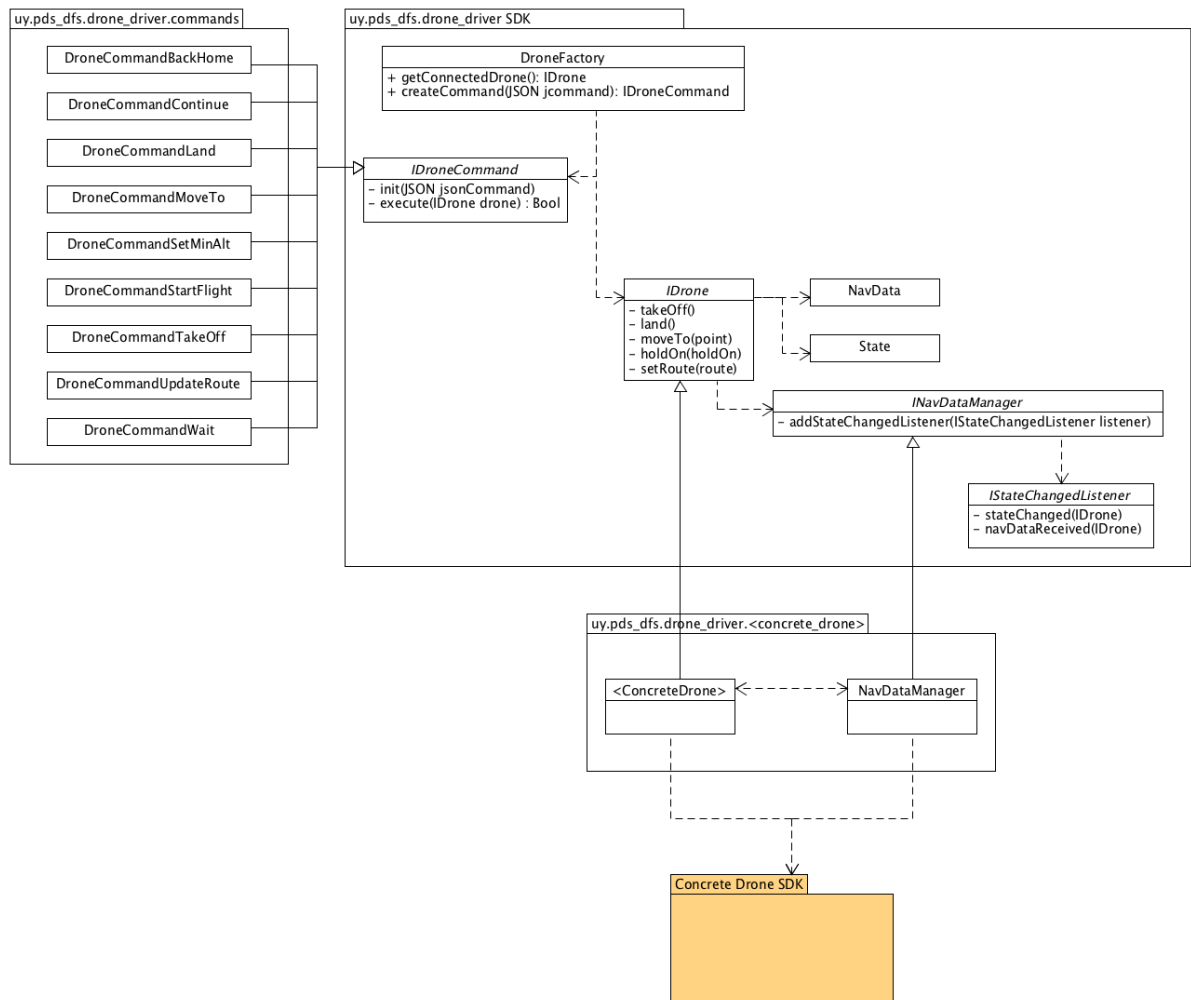 uy.pds_dfs.drone_driver.commands
DroneCommandBackHome
DroneCommandContinue
DroneCommandLand
DroneCommandMoveTo
DroneCommandSetMinAlt
DroneCommandStartFlight
DroneCommandTakeOff
DroneCommandUpdateRoute
DroneCommandWait
uy.pds_dfs.drone_driver SDK
DroneFactory
+ getConnectedDrone(): IDrone
+ createCommand(JSON jcommand): IDroneCommand
IDroneCommand
- init(JSON jsonCommand)
- execute(IDrone drone) : Bool
IDrone
- takeOff()
- land()
- moveTo(point)
- holdOn(holdOn)
- setRoute(route)
NavData
State
INavDataManager
- addStateChangedListener(IStateChangedListener listener)
IStateChangedListener
- stateChanged(IDrone)
- navDataReceived(IDrone)
uy.pds_dfs.drone_driver.<concrete_drone>
<ConcreteDrone>
NavDataManager
Concrete Drone SDK